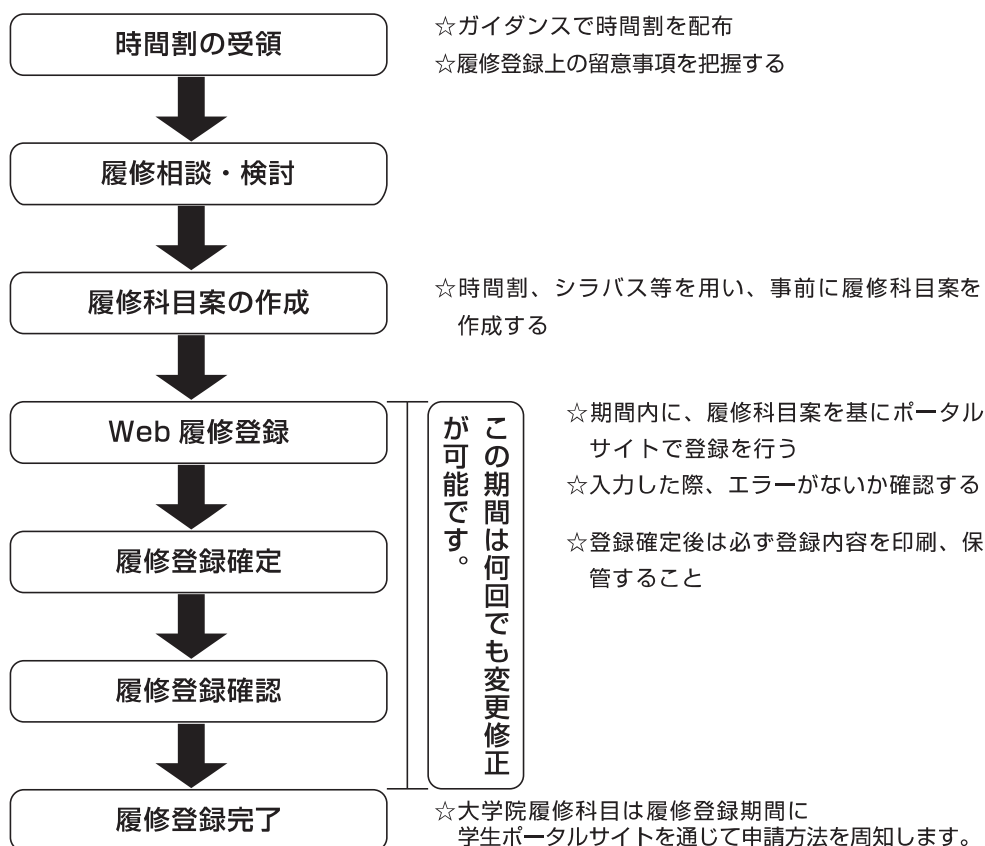 時間割の受領
☆ガイダンスで時間割を配布
☆履修登録上の留意事項を把握する
履修相談・検討
履修科目案の作成
☆時間割、シラバス等を用い、事前に履修科目案を
作成する
Web 履修登録
この期間は何回でも変更修正
が可能です。
☆期間内に、履修科目案を基にポータル
サイトで登録を行う
☆入力した際、エラーがないか確認する
履修登録確定
☆登録確定後は必ず登録内容を印刷、保
管すること
履修登録確認
履修登録完了
☆大学院履修科目は履修登録期間に
学生ポータルサイトを通じて申請方法を周知します。